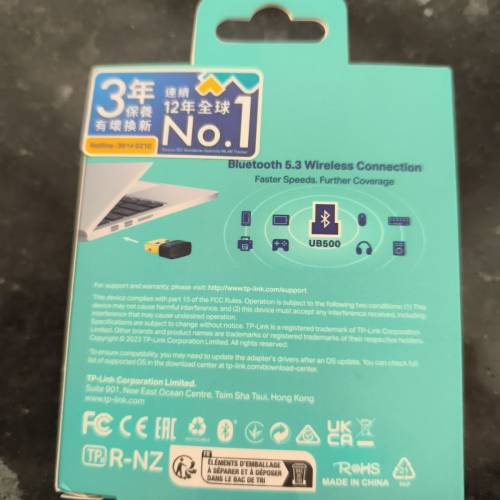 3年
保養
有壞換新
Hotline: 3614 0210
連續
12年全球
No.1
Bluetooth 5.3 Wireless Connection
Faster Speeds. Further Coverage
UB500
For support and warranty, please visit: http://www.tp-link.com/support
This device complies with part 15 of the FCC Rules. Operation is subject to the following two conditions: (1) This
device may not cause harmful interference, and (2) this device must accept any interference received, including
interference that may cause undesired operation.
Specifications are subject to change without notice. TP-Link is a registered trademark of TP-Link Corporation
Limited. Other brands and product names are trademarks or registered trademarks of their respective holders.
Copyright © 2023 TP-Link Corporation Limited. All rights reserved.
*To ensure compatibility, you may need to update the adapter's drivers after an OS update. You can check full
list of supported OS in the download center at tp-link.com/download-center.
TP-Link Corporation Limited.
Suite 901, New East Ocean Centre, Tsim Sha Tsui, Hong Kong
www.tp-link.com
FC CE EAC UK CA
TP R-NZ
FR
ÉLÉMENTS D'EMBALLAGE
À SÉPARER ET À DÉPOSER
DANS LE BAC DE TRI
RoHS
MADE IN CHINA
21
PAP